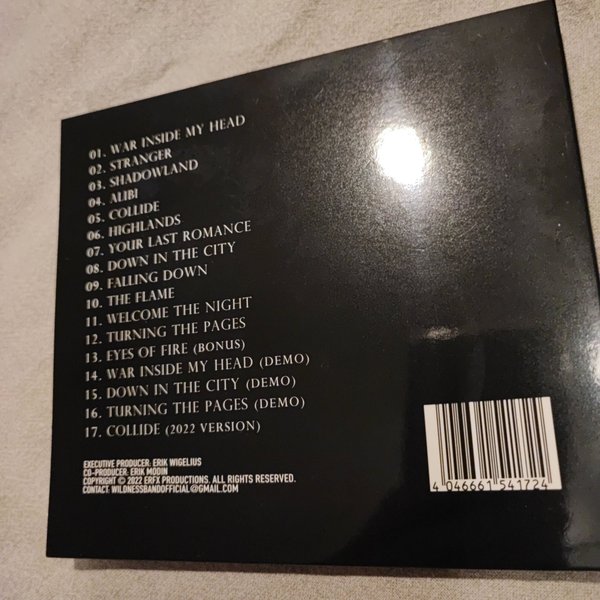 01. WAR INSIDE MY HEAD
02. STRANGER
03. SHADOWLAND
04. ALIBI
05. COLLIDE
06. HIGHLANDS
07. YOUR LAST ROMANCE
08. DOWN IN THE CITY
09. FALLING DOWN
10. THE FLAME
11. WELCOME THE NIGHT
12. TURNING THE PAGES
13. EYES OF FIRE (BONUS)
14. WAR INSIDE MY HEAD (DEMO)
15. DOWN IN THE CITY (DEMO)
16. TURNING THE PAGES (DEMO)
17. COLLIDE (2022 VERSION)
EXECUTIVE PRODUCER: ERIK WIGELIUS
CO-PRODUCER: ERIK MODIN
COPYRIGHT © 2022 ERFX PRODUCTIONS. ALL RIGHTS RESERVED.
CONTACT: WILDNESSBANDOFFICIAL@GMAIL.COM
4 046661 541724